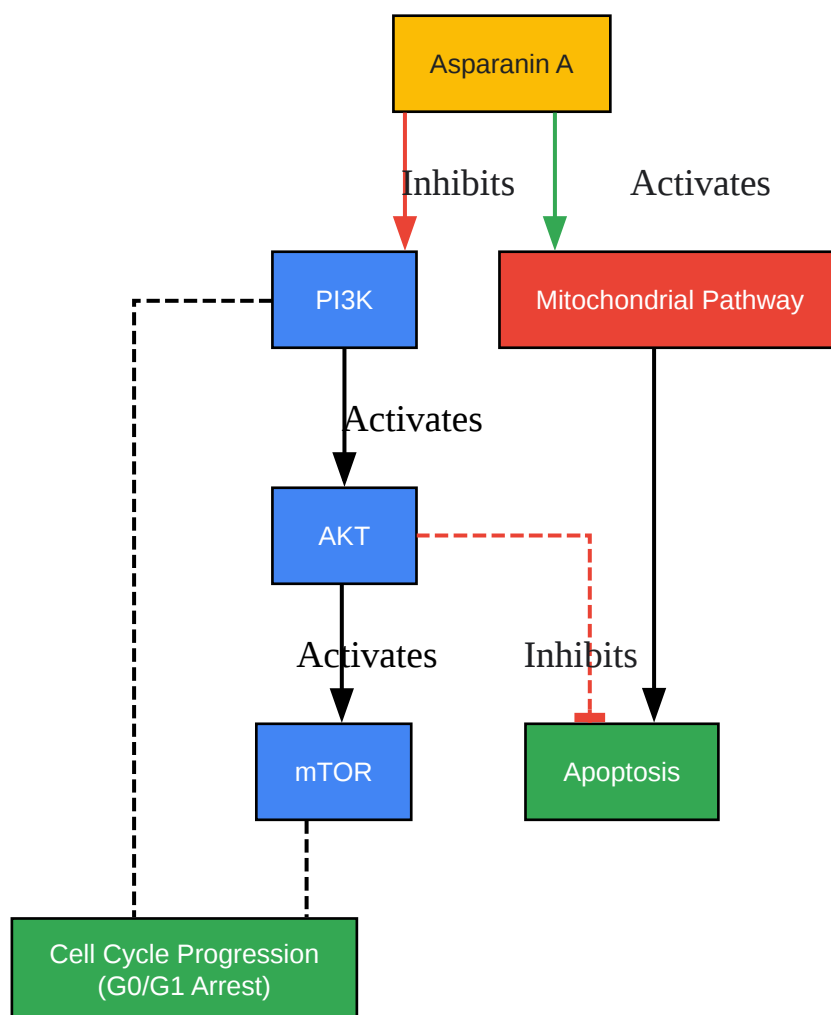 Asparanin A
Inhibits
Activates
PI3K
Mitochondrial Pathway
Activates
AKT
Activates
Inhibits
mTOR
Apoptosis
Cell Cycle Progression
(G0/G1 Arrest)